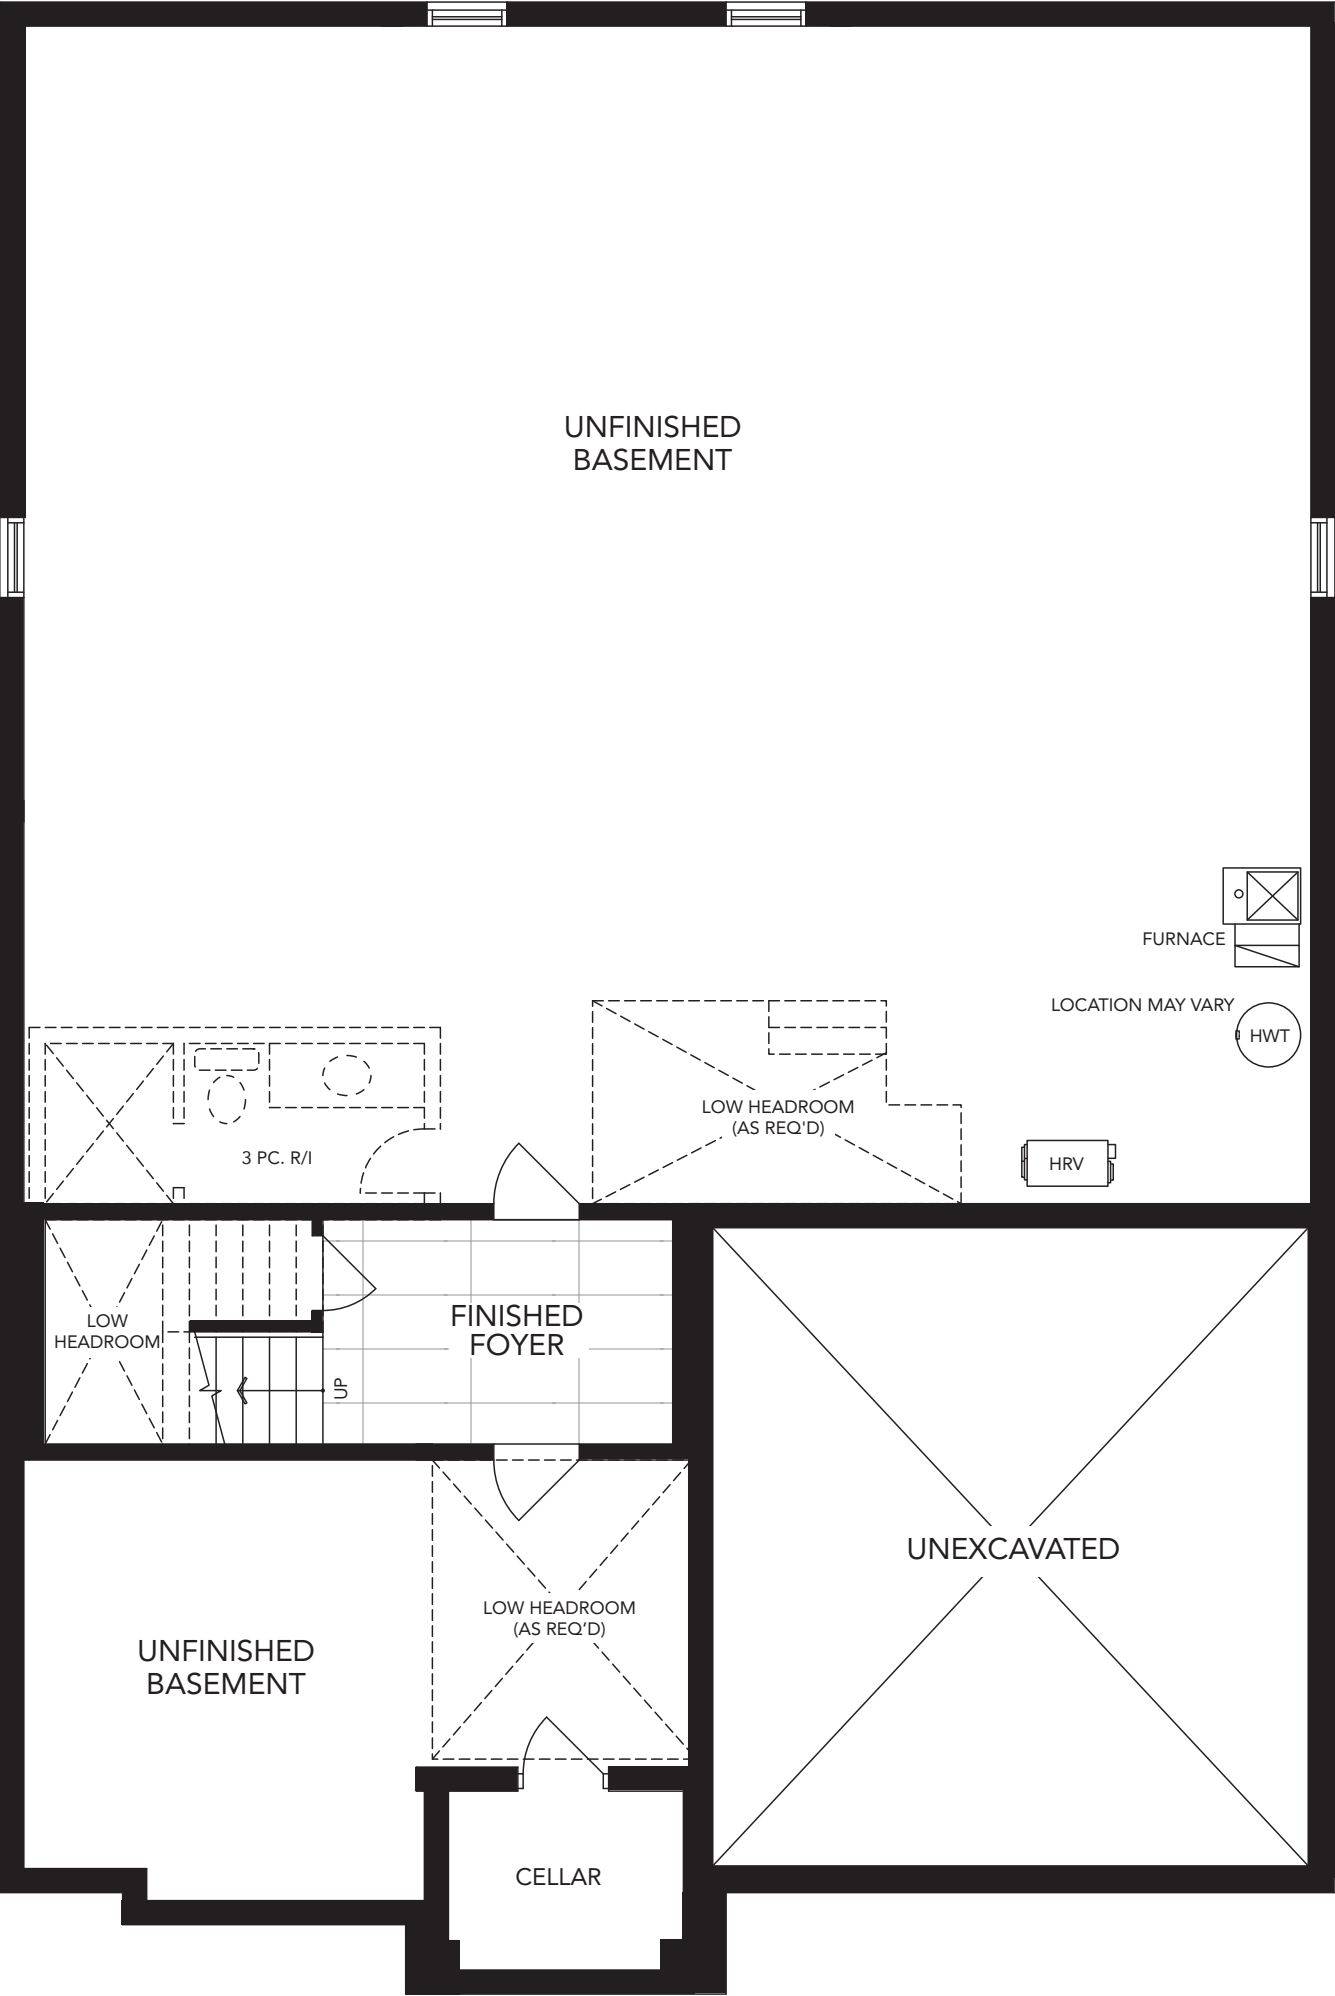 UNFINISHED
BASEMENT
FURNACE
LOCATION MAY VARY
HWT
LOW HEADROOM
(AS REQ'D)
3 PC. R/I
HRV
LOW
HEADROOM
FINISHED
FOYER
UP
UNEXCAVATED
LOW HEADROOM
(AS REQ’D)
UNFINISHED
BASEMENT
CELLAR